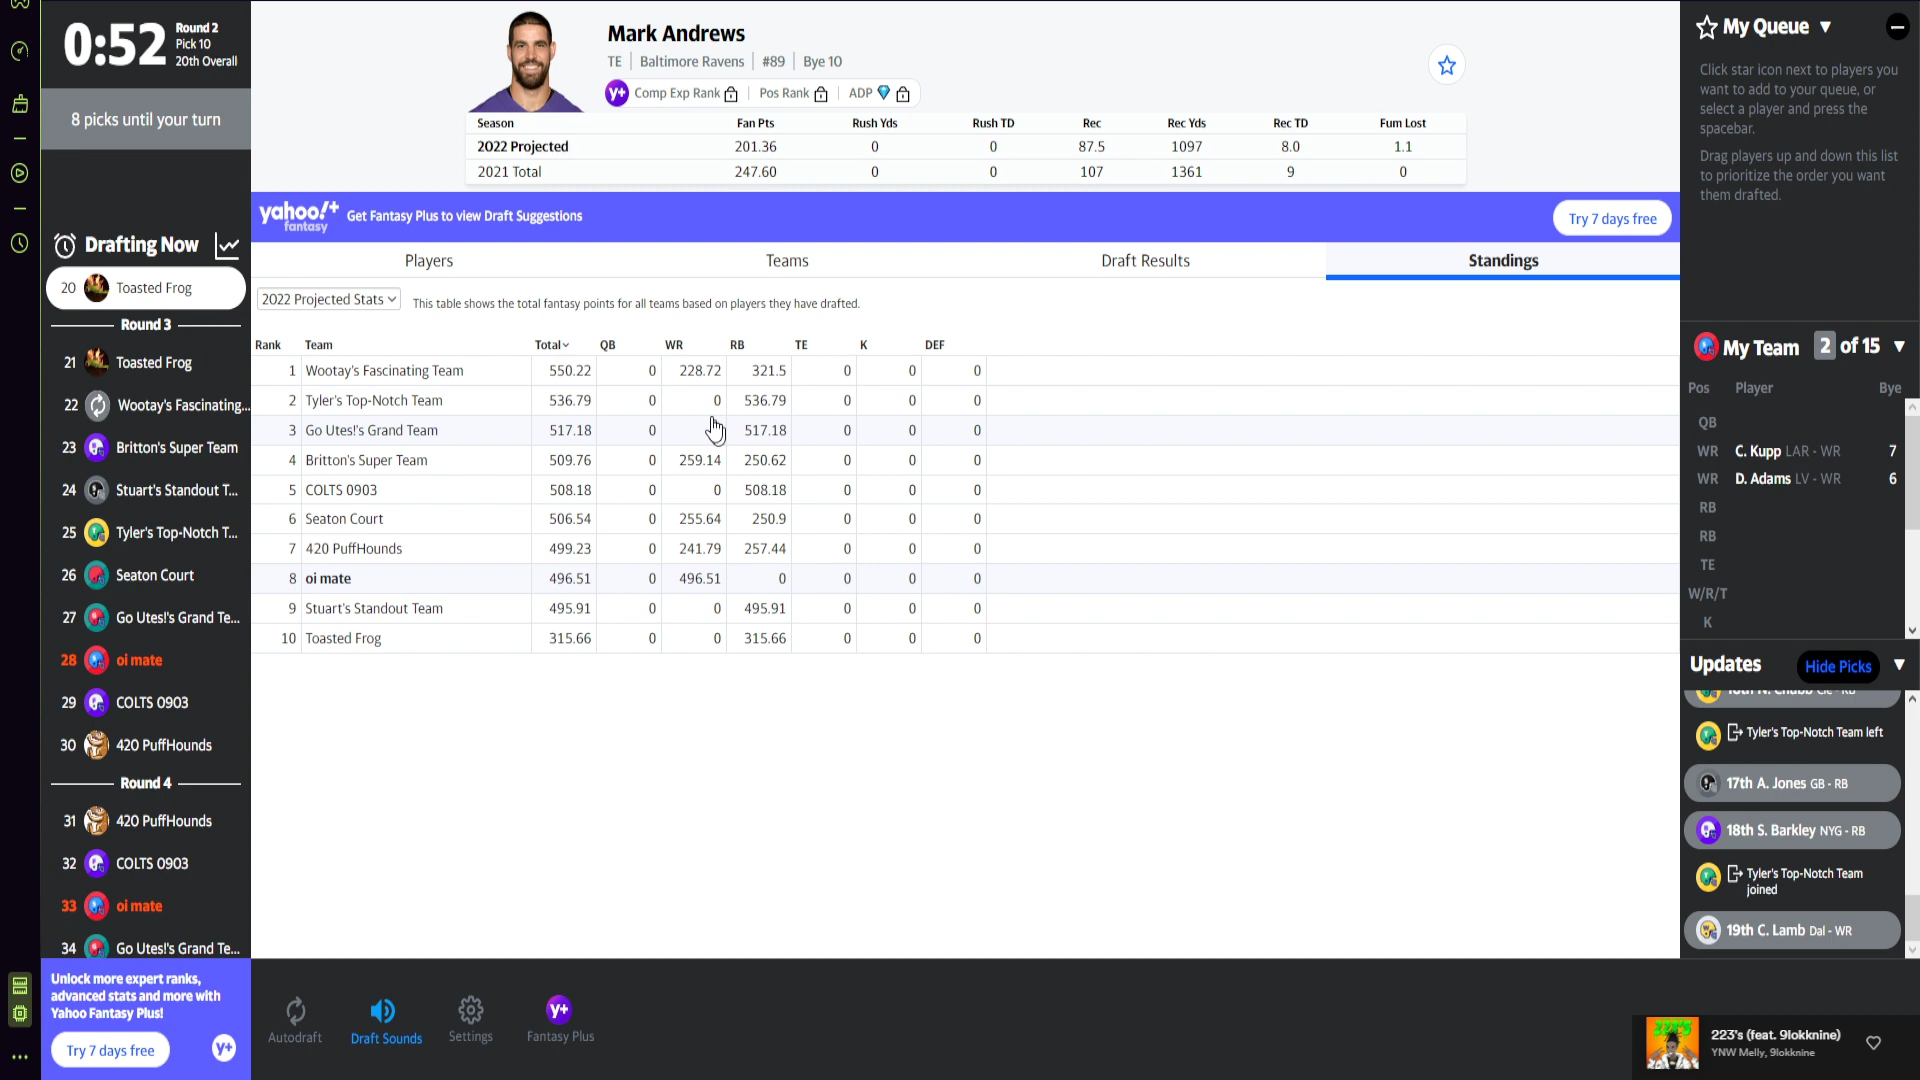 0:52
Round 2
Pick 10
20th Overall
8 picks until your turn
Drafting Now
20 Toasted Frog
Round 3
21 Toasted Frog
22 Wootay's Fascinating...
23 Britton's Super Team
24 Stuart's Standout T...
25 Tyler's Top-Notch T...
26 Seaton Court
27 Go Utes!'s Grand Te...
28 oi mate
29 COLTS 0903
30 420 PuffHounds
Round 4
31 420 PuffHounds
32 COLTS 0903
33 oi mate
34 Go Utes!'s Grand Te...
Unlock more expert ranks,
advanced stats and more with
Yahoo Fantasy Plus!
Try 7 days free
y+
Mark Andrews
TE Baltimore Ravens #89 Bye 10
y+ Comp Exp Rank Pos Rank ADP
Season Fan Pts Rush Yds Rush TD Rec Rec Yds Rec TD Fum Lost
2022 Projected 201.36 0 0 87.5 1097 8.0 1.1
2021 Total 247.60 0 0 107 1361 9 0
yahoo!+
fantasy
Get Fantasy Plus to view Draft Suggestions
Try 7 days free
Players Teams Draft Results Standings
2022 Projected Stats This table shows the total fantasy points for all teams based on players they have drafted.
Rank Team Total QB WR RB TE K DEF
1 Wootay's Fascinating Team 550.22 0 228.72 321.5 0 0 0
2 Tyler's Top-Notch Team 536.79 0 0 536.79 0 0 0
3 Go Utes!'s Grand Team 517.18 0 517.18 0 0 0
4 Britton's Super Team 509.76 0 259.14 250.62 0 0 0
5 COLTS 0903 508.18 0 0 508.18 0 0 0
6 Seaton Court 506.54 0 255.64 250.9 0 0 0
7 420 PuffHounds 499.23 0 241.79 257.44 0 0 0
8 oi mate 496.51 0 496.51 0 0 0 0
9 Stuart's Standout Team 495.91 0 0 495.91 0 0 0
10 Toasted Frog 315.66 0 0 315.66 0 0 0
Autodraft
Draft Sounds
Settings
y+
Fantasy Plus
My Queue
Click star icon next to players you
want to add to your queue, or
select a player and press the
spacebar.
Drag players up and down this list
to prioritize the order you want
them drafted.
My Team 2 of 15
Pos Player Bye
QB
WR C. Kupp LAR - WR 7
WR D. Adams LV - WR 6
RB
RB
TE
W/R/T
K
Updates Hide Picks
16th N. Chubb Cle - RB
Tyler's Top-Notch Team left
17th A. Jones GB - RB
18th S. Barkley NYG - RB
Tyler's Top-Notch Team
joined
19th C. Lamb Dal - WR
223's (feat. 9lokknine)
YNW Melly, 9lokknine